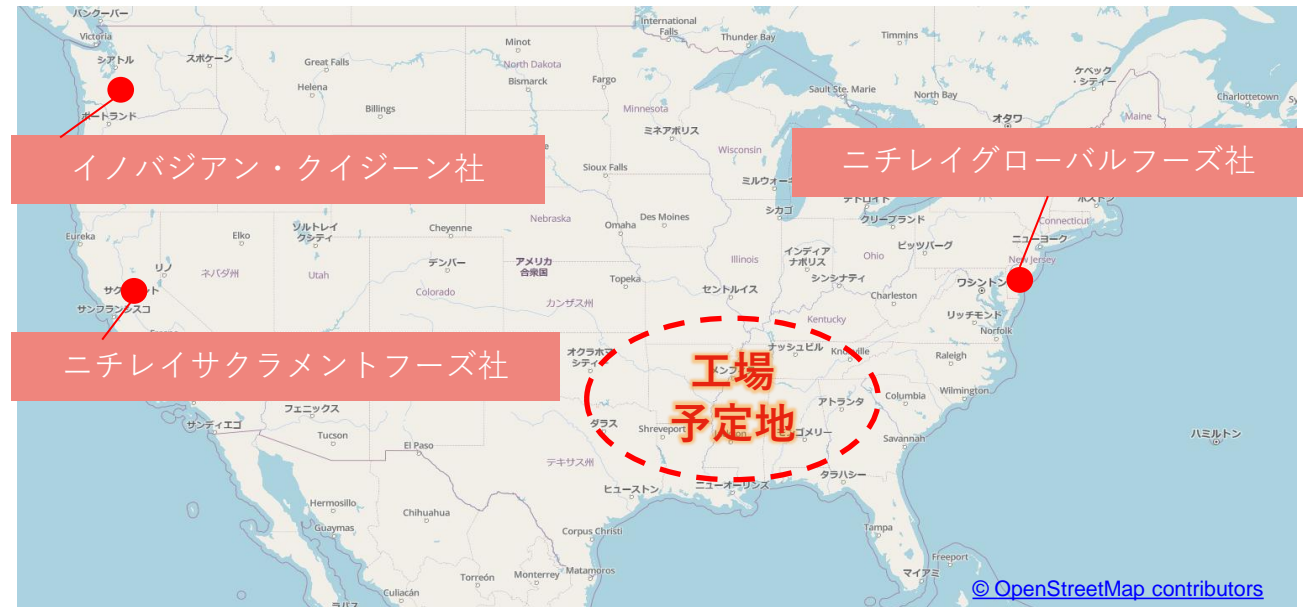 バンクーバー
International
Falls
Thunder Bay
Timmins
Victoria
シアトル
スポケーン
Great Falls
Minot
North Dakota
Bismarck
Fargo
Helena
Billings
Minnesota
ミネアポリス
Sault Ste. Marie
North Bay
ケベック
・シティー
Charlottetown
オタワ
Maine
ポートランド
イノバジアン・クイジーン社
ニチレイグローバルフーズ社
Wisconsin
Sioux Falls
Nebraska
Omaha
Des Moines
シカゴ
デトロイト
クリーブランド
ボストン
Connecticut
Eureka
Elko
ソルトレイ
クシティ
Cheyenne
ピッツバーグ
ニューヨーク
New Jersey
リノ
ネバダ州
Utah
デンバー
Colorado
アメリカ
合衆国
Topeka
カンザス州
Illinois
インディア
ナポリス
Ohio
シンシナティ
セントルイス
Charleston
ワシントン
サンフランシスコ
Kentucky
リッチモンド
Norfolk
ニチレイサクラメントフーズ社
オクラホマ
シティ
ナッシュビル
Raleigh
工場
予定地
フェニックス
サンディエゴ
Tucson
El Paso
ダラス
Shreveport
アトランタ
Columbia
Wilmington
Savannah
ハミルトン
テキサス州
ヒューストン
ニューオーリンズ
タラハシー
Hermosillo
Guaymas
Chihuahua
Corpus Christi
Tampa
Freeport
マイアミ
Torreón
Monterrey
Matamoros
Culiacán
© OpenStreetMap contributors